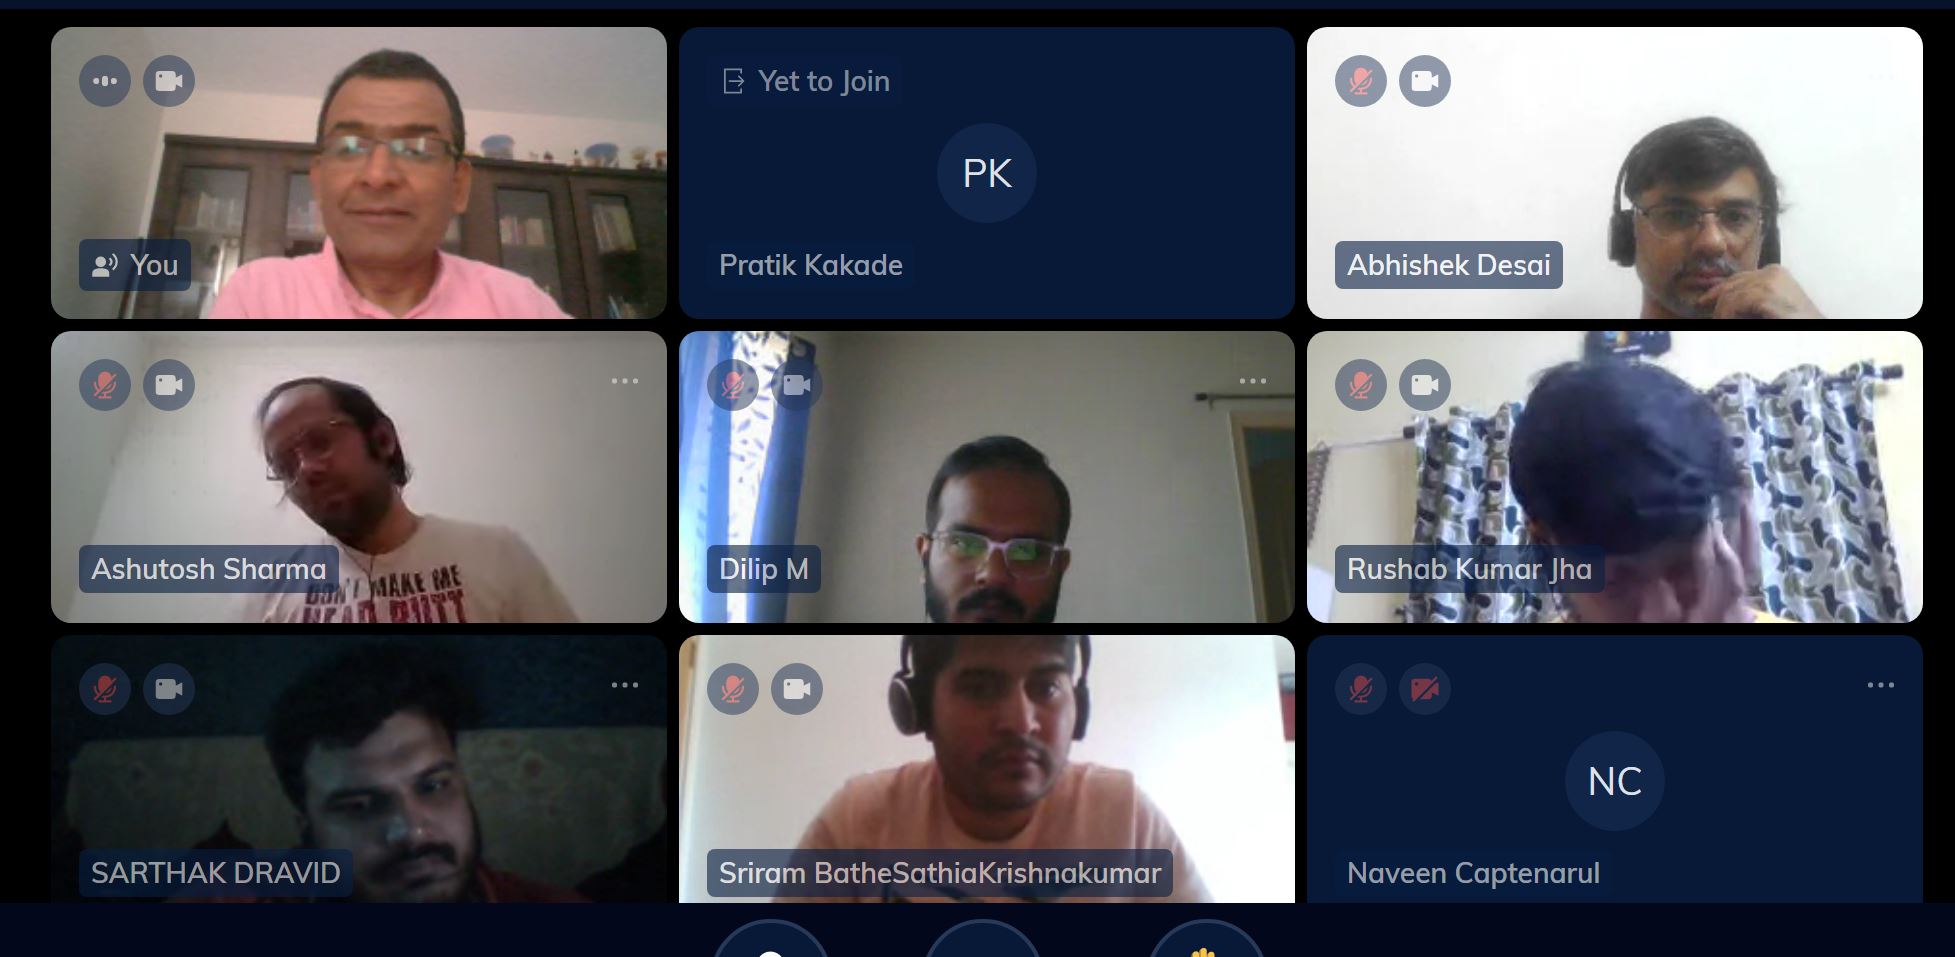 You
Yet to Join
PK
Pratik Kakade
Abhishek Desai
Ashutosh Sharma
DON'T MAKE ME
Dilip M
Rushab Kumar Jha
SARTHAK DRAVID
Sriram BatheSathiaKrishnakumar
NC
Naveen Captenarul